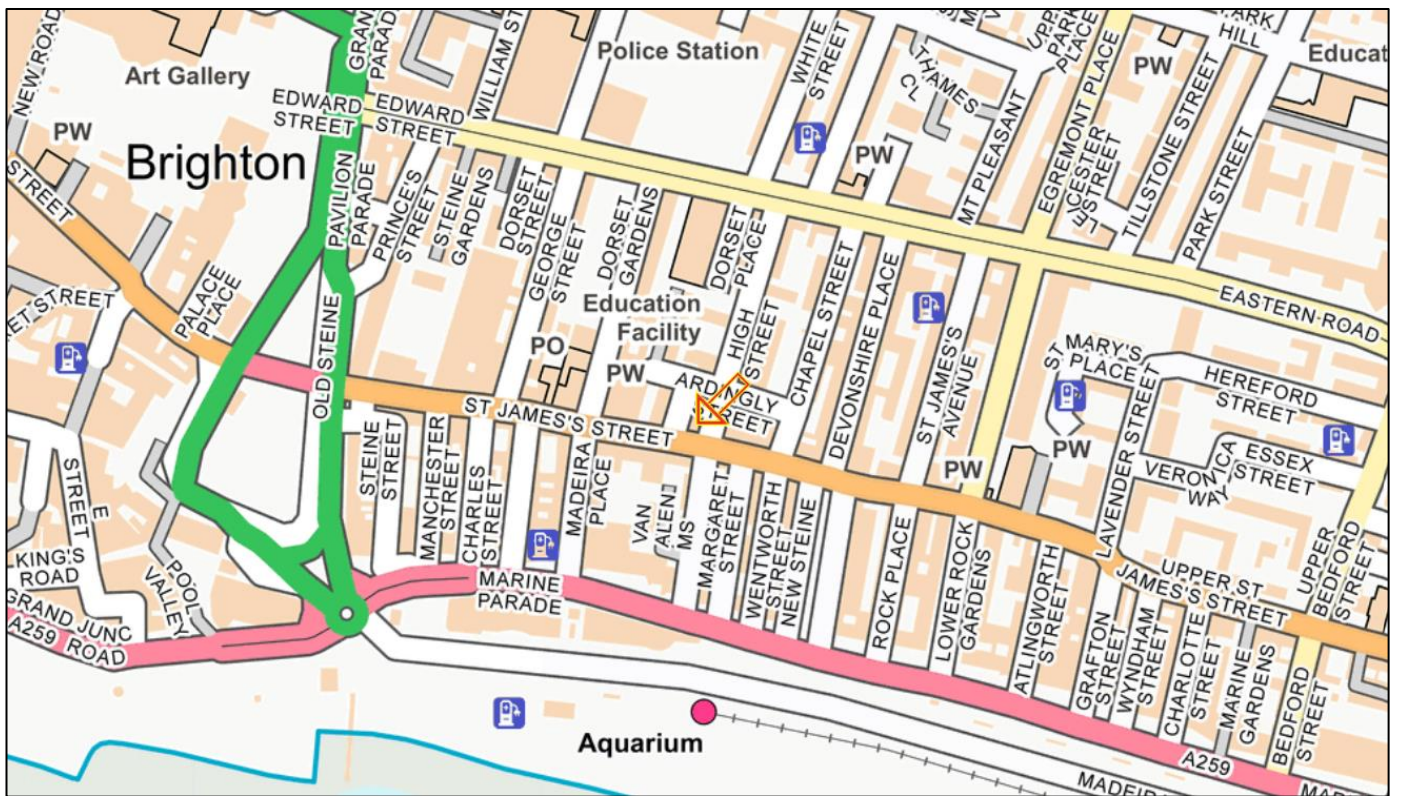 NEW ROAD
Art Gallery
GRAND
PARADE
WILLIAM ST
Police Station
WHITE
STREET
THAMES
CL
PARK
PLACE
PARK
HILL
PW
Educat
EDWARD
STREET
EDWARD
STREET
PW
Brighton
STREET
PAVILION
PARADE
PRINCE'S
STREET
STEINE
GARDENS
DORSET
STREET
GEORGE
STREET
DORSET
GARDENS
DORSET
PLACE
HIGH
STREET
PW
MT PLEASANT
EGREMONT PLACE
LEICESTER
STREET
TILLSTONE STREET
PARK STREET
EASTERN ROAD
ET STREET
PALACE
PLACE
OLD STEINE
Education
Facility
PO
PW
ARDINGLY
STREET
CHAPEL STREET
DEVONSHIRE PLACE
ST JAMES'S
AVENUE
ST MARY'S
PLACE
HEREFORD
STREET
ST JAMES'S STREET
PW
PW
LAVENDER STREET
VERONICA
WAY
ESSEX
STREET
STREET
E
STEINE
STREET
MANCHESTER
STREET
CHARLES
STREET
MADEIRA
PLACE
VAN
ALEN
MS
MARGARET
STREET
WENTWORTH
STREET
NEW STEINE
ROCK PLACE
LOWER ROCK
GARDENS
ATLINGWORTH
STREET
UPPER ST
JAMES'S STREET
UPPER
BEDFORD
STREET
KING'S
ROAD
POOL
VALLEY
GRAND JUNC
A259 ROAD
MARINE
PARADE
GRAFTON
STREET
WYNDHAM
STREET
CHARLOTTE
STREET
MARINE
GARDENS
BEDFORD
STREET
Aquarium
A259
MADEIR
MAR